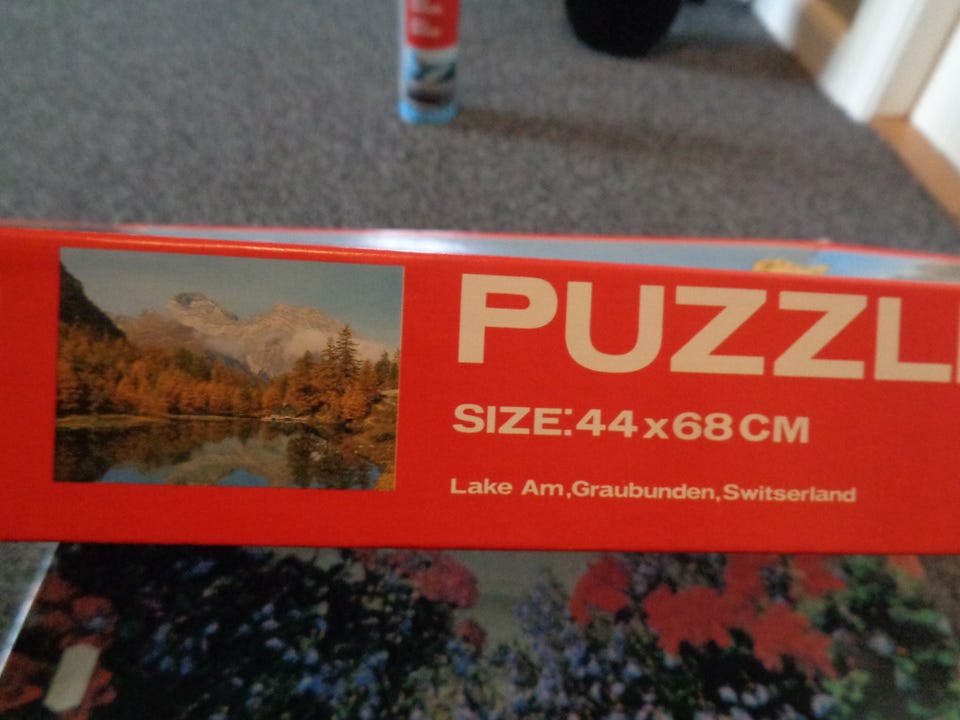 PUZZL
SIZE:44x68CM
Lake Am,Graubunden,Switserland